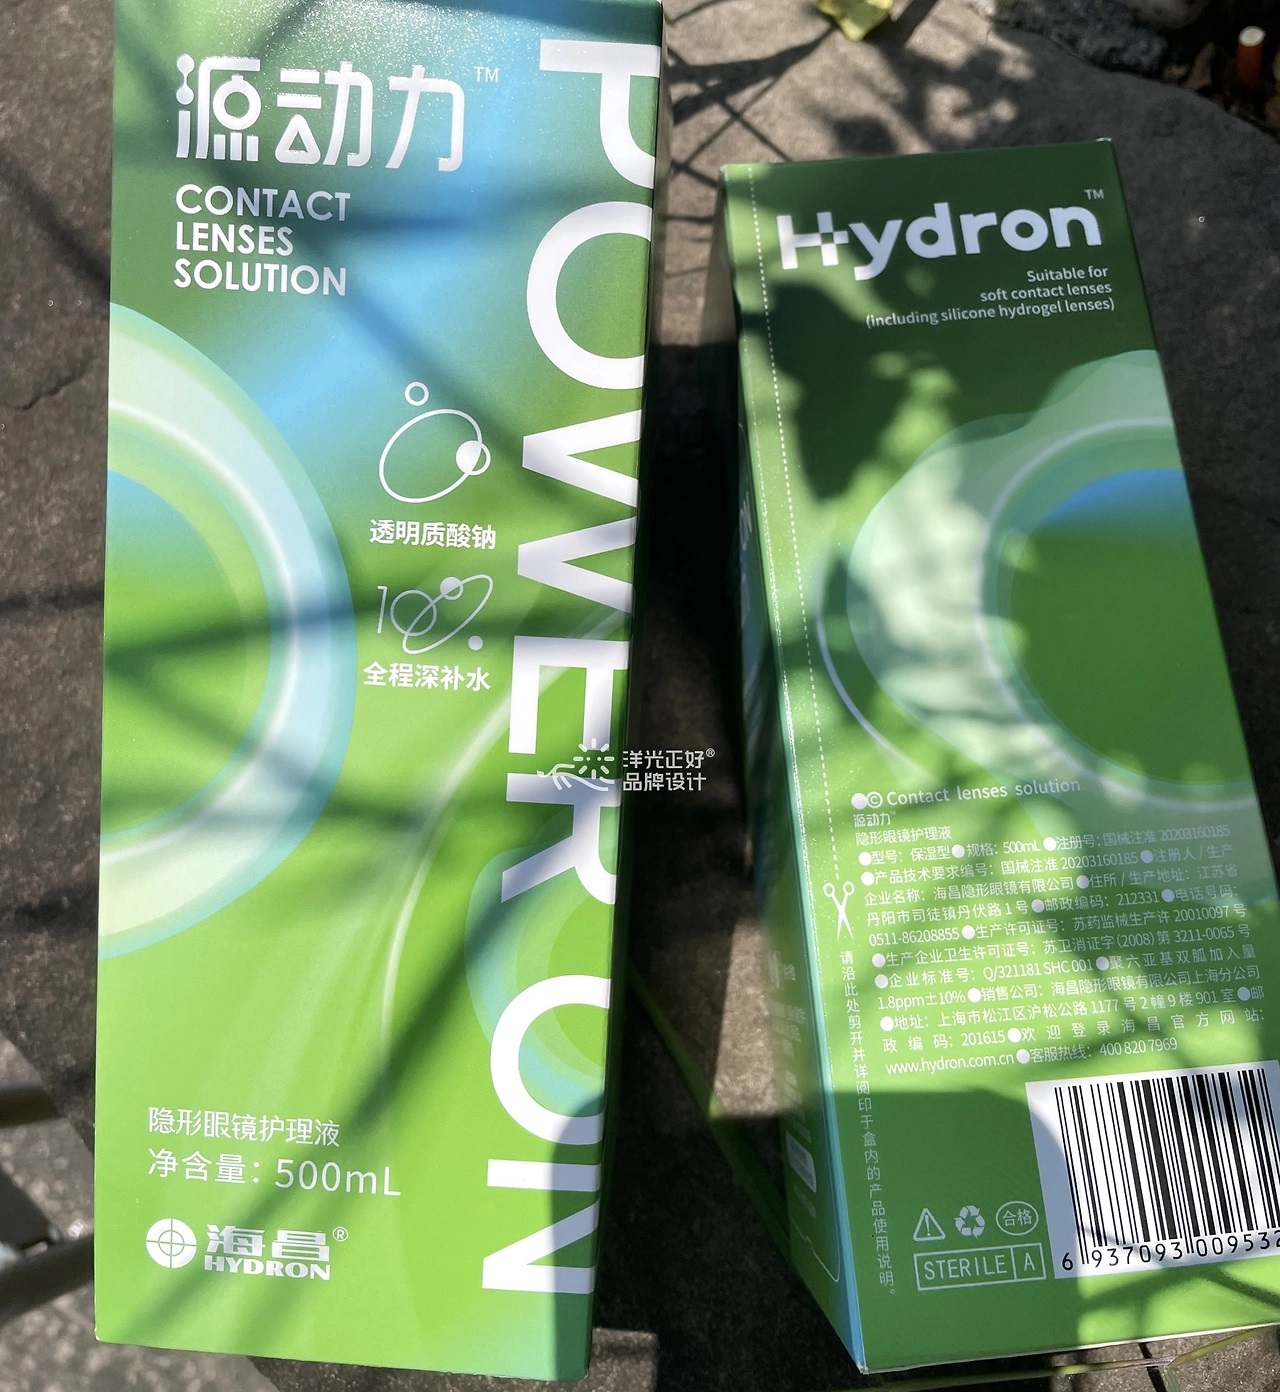 源动力™
CONTACT
LENSES
SOLUTION
POWER ON
透明质酸钠
10
全程深补水
隐形眼镜护理液
净含量：500mL
海昌®
HYDRON
洋光正好®
品牌设计
Hydron™
Suitable for
soft contact lenses
(including silicone hydrogel lenses)
©Contact lenses solution
源动力™
隐形眼镜护理液
●型号：保湿型●规格：500mL●注册号：国械注准 20203160185
●产品技术要求编号：国械注准 20203160185●注册人/生产
企业名称：海昌隐形眼镜有限公司●住所/生产地址：江苏省
丹阳市司徒镇丹伏路1号●邮政编码：212331●电话号码：
0511-86208855●生产许可证号：苏药监械生产许 20010097 号
●生产企业卫生许可证号：苏卫消证字(2008)第 3211-0065 号
●企业标准号：Q/321181 SHC 001●聚六亚基双胍加入量
1.8ppm±10%●销售公司：海昌隐形眼镜有限公司上海分公司
●地址：上海市松江区沪松公路 1177 号 2 幢 9 楼 901 室●邮
政编码：201615●欢迎登录海昌官方网站：
www.hydron.com.cn●客服热线：400 820 7969
请沿此处剪开并详阅印于盒内的产品使用说明。
合格
STERILE A
6 937093 009532